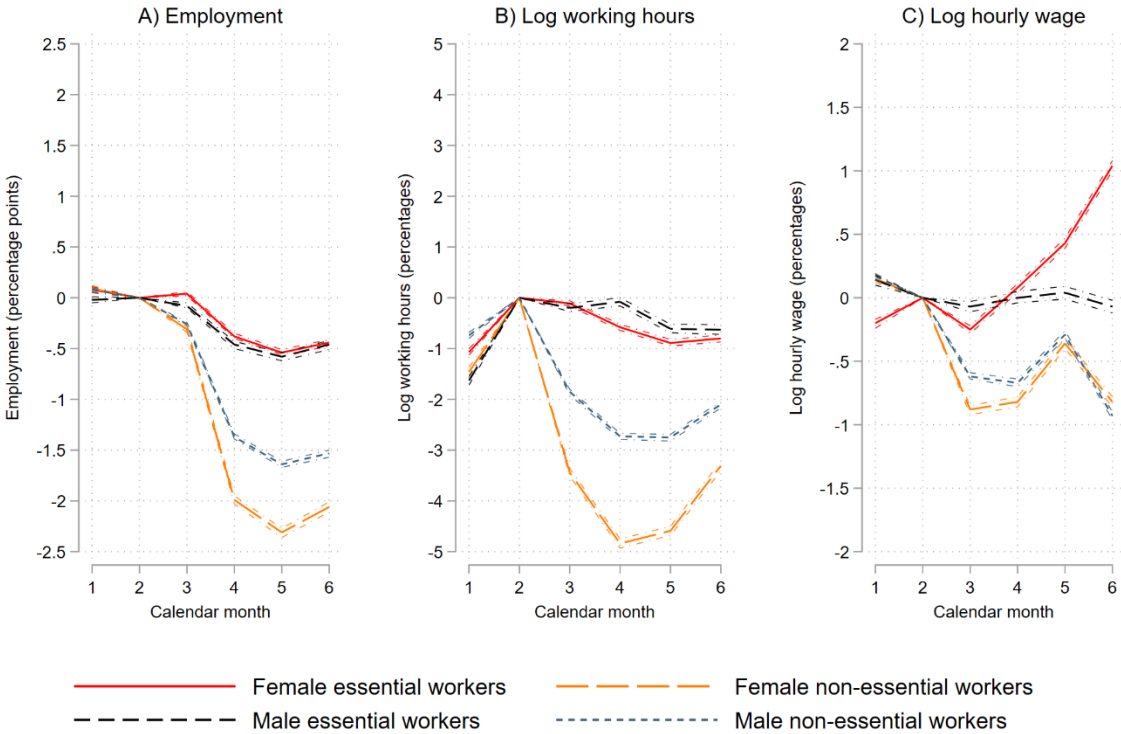 A) Employment
B) Log working hours
C) Log hourly wage
Employment (percentage points)
2.5
2
1.5
1
.5
0
-.5
-1
-1.5
-2
-2.5
1 2 3 4 5 6
Calendar month
Log working hours (percentages)
5
4
3
2
1
0
-1
-2
-3
-4
-5
1 2 3 4 5 6
Calendar month
Log hourly wage (percentages)
2
1.5
1
.5
0
-.5
-1
-1.5
-2
1 2 3 4 5 6
Calendar month
Female essential workers
Female non-essential workers
Male essential workers
Male non-essential workers